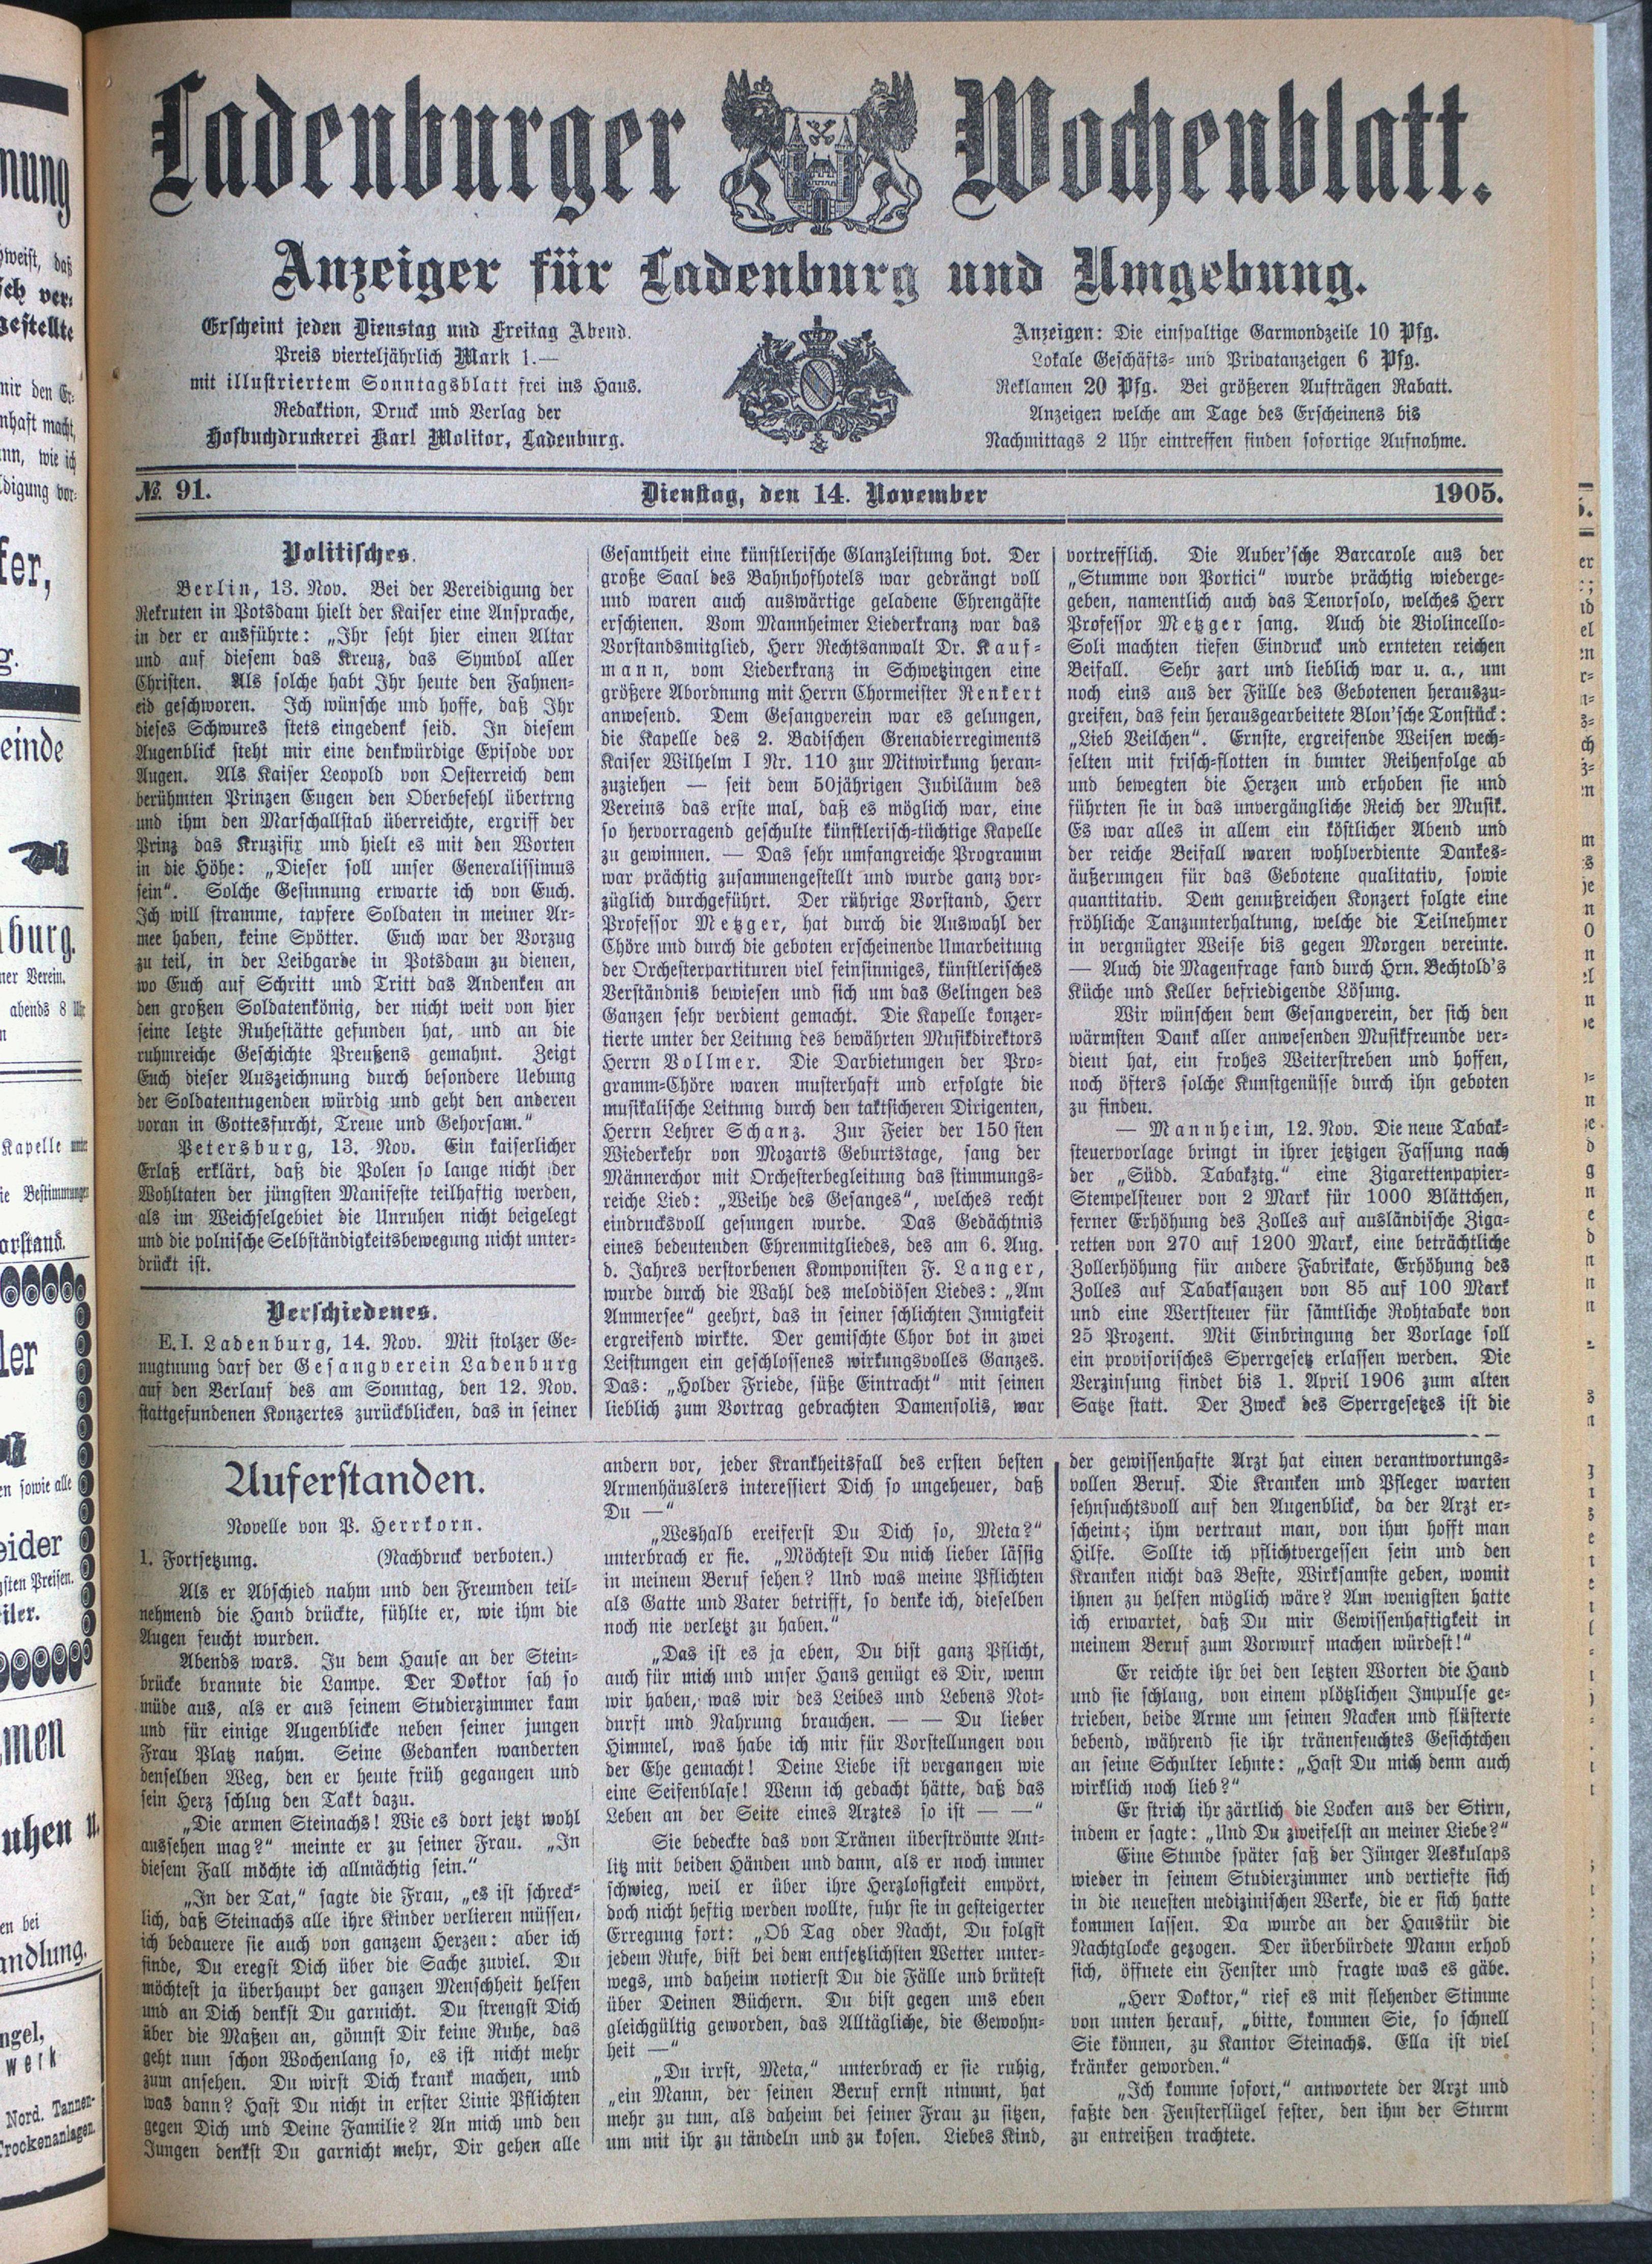 Ladenburger Wochenblatt.
Anzeiger für Ladenburg und Umgebung.
Erscheint jeden Dienstag und Freitag Abend.
Preis vierteljährlich Mark 1.—
mit illustriertem Sonntagsblatt frei ins Haus.
Redaktion, Druck und Verlag der
Hofbuchdruckerei Karl Molitor, Ladenburg.
Anzeigen: Die einspaltige Garmondzeile 10 Pfg.
Lokale Geschäfts- und Privatanzeigen 6 Pfg.
Reklamen 20 Pfg. Bei größeren Aufträgen Rabatt.
Anzeigen welche am Tage des Erscheinens bis
Nachmittags 2 Uhr eintreffen finden sofortige Aufnahme.
№. 91. Dienstag, den 14. November 1905.
Politisches.
Berlin, 13. Nov. Bei der Vereidigung der
Rekruten in Potsdam hielt der Kaiser eine Ansprache,
in der er ausführte: „Ihr seht hier einen Altar
und auf diesem das Kreuz, das Symbol aller
Christen. Als solche habt Ihr heute den Fahnen-
eid geschworen. Ich wünsche und hoffe, daß Ihr
dieses Schwures stets eingedenk seid. In diesem
Augenblick steht mir eine denkwürdige Episode vor
Augen. Als Kaiser Leopold von Oesterreich dem
berühmten Prinzen Eugen den Oberbefehl übertrng
und ihm den Marschallstab überreichte, ergriff der
Prinz das Kruzifix und hielt es mit den Worten
in die Höhe: „Dieser soll unser Generalissimus
sein“. Solche Gesinnung erwarte ich von Euch.
Ich will stramme, tapfere Soldaten in meiner Ar-
mee haben, keine Spötter. Euch war der Vorzug
zu teil, in der Leibgarde in Potsdam zu dienen,
wo Euch auf Schritt und Tritt das Andenken an
den großen Soldatenkönig, der nicht weit von hier
seine letzte Ruhestätte gefunden hat, und an die
ruhmreiche Geschichte Preußens gemahnt. Zeigt
Euch dieser Auszeichnung durch besondere Uebung
der Soldatentugenden würdig und geht den anderen
voran in Gottesfurcht, Treue und Gehorsam.“
Petersburg, 13. Nov. Ein kaiserlicher
Erlaß erklärt, daß die Polen so lange nicht der
Wohltaten der jüngsten Manifeste teilhaftig werden,
als im Weichselgebiet die Unruhen nicht beigelegt
und die polnische Selbständigkeitsbewegung nicht unter-
drückt ist.
Verschiedenes.
E.I. Ladenburg, 14. Nov. Mit stolzer Ge-
nugtnung darf der Gesangverein Ladenburg
auf den Verlauf des am Sonntag, den 12. Nov.
stattgefundenen Konzertes zurückblicken, das in seiner
Gesamtheit eine künstlerische Glanzleistung bot. Der
große Saal des Bahnhofhotels war gedrängt voll
und waren auch auswärtige geladene Ehrengäste
erschienen. Vom Mannheimer Liederkranz war das
Vorstandsmitglied, Herr Rechtsanwalt Dr. Kauf-
mann, vom Liederkranz in Schwetzingen eine
größere Abordnung mit Herrn Chormeister Renkert
anwesend. Dem Gesangverein war es gelungen,
die Kapelle des 2. Badischen Grenadierregiments
Kaiser Wilhelm I Nr. 110 zur Mitwirkung heran-
zuziehen — seit dem 50jährigen Jubiläum des
Vereins das erste mal, daß es möglich war, eine
so hervorragend geschulte künstlerisch-tüchtige Kapelle
zu gewinnen. — Das sehr umfangreiche Programm
war prächtig zusammengestellt und wurde ganz vor-
züglich durchgeführt. Der rührige Vorstand, Herr
Professor Metzger, hat durch die Auswahl der
Chöre und durch die geboten erscheinende Umarbeitung
der Orchesterpartituren viel feinsinniges, künstlerisches
Verständnis bewiesen und sich um das Gelingen des
Ganzen sehr verdient gemacht. Die Kapelle konzer-
tierte unter der Leitung des bewährten Musikdirektors
Herrn Vollmer. Die Darbietungen der Pro-
gramm-Chöre waren musterhaft und erfolgte die
musikalische Leitung durch den taktsicheren Dirigenten,
Herrn Lehrer Schanz. Zur Feier der 150 sten
Wiederkehr von Mozarts Geburtstage, sang der
Männerchor mit Orchesterbegleitung das stimmungs-
reiche Lied: „Weihe des Gesanges“, welches recht
eindrucksvoll gesungen wurde. Das Gedächtnis
eines bedeutenden Ehrenmitgliedes, des am 6. Aug.
d. Jahres verstorbenen Komponisten F. Langer,
wurde durch die Wahl des melodiösen Liedes: „Am
Ammersee“ geehrt, das in seiner schlichten Innigkeit
ergreifend wirkte. Der gemischte Chor bot in zwei
Leistungen ein geschlossenes wirkungsvolles Ganzes.
Das: „Holder Friede, süße Eintracht“ mit seinen
lieblich zum Vortrag gebrachten Damensolis, war
vortrefflich. Die Auber'sche Barcarole aus der
„Stumme von Portici“ wurde prächtig wiederge-
geben, namentlich auch das Tenorsolo, welches Herr
Professor Metzger sang. Auch die Violincello-
Soli machten tiefen Eindruck und ernteten reichen
Beifall. Sehr zart und lieblich war u. a., um
noch eins aus der Fülle des Gebotenen herauszu-
greifen, das fein herausgearbeitete Blon'sche Tonstück:
„Lieb Veilchen“. Ernste, ergreifende Weisen wech-
selten mit frisch-flotten in bunter Reihenfolge ab
und bewegten die Herzen und erhoben sie und
führten sie in das unvergängliche Reich der Musik.
Es war alles in allem ein köstlicher Abend und
der reiche Beifall waren wohlverdiente Dankes-
äußerungen für das Gebotene qualitativ, sowie
quantitativ. Dem genußreichen Konzert folgte eine
fröhliche Tanzunterhaltung, welche die Teilnehmer
in vergnügter Weise bis gegen Morgen vereinte.
— Auch die Magenfrage fand durch Hrn. Bechtold's
Küche und Keller befriedigende Lösung.
Wir wünschen dem Gesangverein, der sich den
wärmsten Dank aller anwesenden Musikfreunde ver-
dient hat, ein frohes Weiterstreben und hoffen,
noch öfters solche Kunstgenüsse durch ihn geboten
zu finden.
— Mannheim, 12. Nov. Die neue Tabak-
steuervorlage bringt in ihrer jetzigen Fassung nach
der „Südd. Tabakztg.“ eine Zigarettenpapier-
Stempelsteuer von 2 Mark für 1000 Blättchen,
ferner Erhöhung des Zolles auf ausländische Ziga-
retten von 270 auf 1200 Mark, eine beträchtliche
Zollerhöhung für andere Fabrikate, Erhöhung des
Zolles auf Tabaksauzen von 85 auf 100 Mark
und eine Wertsteuer für sämtliche Rohtabake von
25 Prozent. Mit Einbringung der Vorlage soll
ein provisorisches Sperrgesetz erlassen werden. Die
Verzinsung findet bis 1. April 1906 zum alten
Satze statt. Der Zweck des Sperrgesetzes ist die
Auferstanden.
Novelle von P. Herrkorn.
1. Fortsetzung. (Nachdruck verboten.)
Als er Abschied nahm und den Freunden teil-
nehmend die Hand drückte, fühlte er, wie ihm die
Augen feucht wurden.
Abends wars. In dem Hause an der Stein-
brücke brannte die Lampe. Der Doktor sah so
müde aus, als er aus seinem Studierzimmer kam
und für einige Augenblicke neben seiner jungen
Frau Platz nahm. Seine Gedanken wanderten
denselben Weg, den er heute früh gegangen und
sein Herz schlug den Takt dazu.
„Die armen Steinachs! Wie es dort jetzt wohl
aussehen mag?“ meinte er zu seiner Frau. „In
diesem Fall möchte ich allmächtig sein.“
„In der Tat,“ sagte die Frau, „es ist schreck-
lich, daß Steinachs alle ihre Kinder verlieren müssen,
ich bedauere sie auch von ganzem Herzen: aber ich
finde, Du eregst Dich über die Sache zuviel. Du
möchtest ja überhaupt der ganzen Menschheit helfen
und an Dich denkst Du garnicht. Du strengst Dich
über die Maßen an, gönnst Dir keine Ruhe, das
geht nun schon Wochenlang so, es ist nicht mehr
zum ansehen. Du wirst Dich krank machen, und
was dann? Hast Du nicht in erster Linie Pflichten
gegen Dich und Deine Familie? An mich und den
Jungen denkst Du garnicht mehr, Dir gehen alle
andern vor, jeder Krankheitsfall des ersten besten
Armenhäuslers interessiert Dich so ungeheuer, daß
Du —“
„Weshalb ereiferst Du Dich so, Meta?“
unterbrach er sie. „Möchtest Du mich lieber lässig
in meinem Beruf sehen? Und was meine Pflichten
als Gatte und Vater betrifft, so denke ich, dieselben
noch nie verletzt zu haben.“
„Das ist es ja eben, Du bist ganz Pflicht,
auch für mich und unser Haus genügt es Dir, wenn
wir haben, was wir des Leibes und Lebens Not-
durft und Nahrung brauchen. — — Du lieber
Himmel, was habe ich mir für Vorstellungen von
der Ehe gemacht! Deine Liebe ist vergangen wie
eine Seifenblase! Wenn ich gedacht hätte, daß das
Leben an der Seite eines Arztes so ist — —“
Sie bedeckte das von Tränen überströmte Ant-
litz mit beiden Händen und dann, als er noch immer
schwieg, weil er über ihre Herzlosigkeit empört,
doch nicht heftig werden wollte, fuhr sie in gesteigerter
Erregung fort: „Ob Tag oder Nacht, Du folgst
jedem Rufe, bist bei dem entsetzlichsten Wetter unter-
wegs, und daheim notierst Du die Fälle und brütest
über Deinen Büchern. Du bist gegen uns eben
gleichgültig geworden, das Alltägliche, die Gewohn-
heit —“
„Du irrst, Meta,“ unterbrach er sie ruhig,
„ein Mann, der seinen Beruf ernst nimmt, hat
mehr zu tun, als daheim bei seiner Frau zu sitzen,
um mit ihr zu tändeln und zu kosen. Liebes Kind,
der gewissenhafte Arzt hat einen verantwortungs-
vollen Beruf. Die Kranken und Pfleger warten
sehnsuchtsvoll auf den Augenblick, da der Arzt er-
scheint; ihm vertraut man, von ihm hofft man
Hilfe. Sollte ich pflichtvergessen sein und den
Kranken nicht das Beste, Wirksamste geben, womit
ihnen zu helfen möglich wäre? Am wenigsten hatte
ich erwartet, daß Du mir Gewissenhaftigkeit in
meinem Beruf zum Vorwurf machen würdest!“
Er reichte ihr bei den letzten Worten die Hand
und sie schlang, von einem plötzlichen Impulse ge-
trieben, beide Arme um seinen Nacken und flüsterte
bebend, während sie ihr tränenfeuchtes Gesichtchen
an seine Schulter lehnte: „Hast Du mich denn auch
wirklich noch lieb?“
Er strich ihr zärtlich die Locken aus der Stirn,
indem er sagte: „Und Du zweifelst an meiner Liebe?“
Eine Stunde später saß der Jünger Aeskulaps
wieder in seinem Studierzimmer und vertiefte sich
in die neuesten medizinischen Werke, die er sich hatte
kommen lassen. Da wurde an der Haustür die
Nachtglocke gezogen. Der überbürdete Mann erhob
sich, öffnete ein Fenster und fragte was es gäbe.
„Herr Doktor,“ rief es mit flehender Stimme
von unten herauf, „bitte, kommen Sie, so schnell
Sie können, zu Kantor Steinachs. Ella ist viel
kränker geworden.“
„Ich komme sofort,“ antwortete der Arzt und
faßte den Fensterflügel fester, den ihm der Sturm
zu entreißen trachtete.